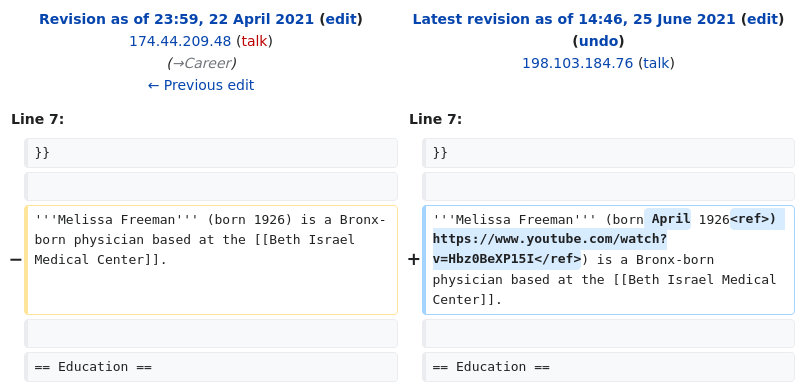 Revision as of 23:59, 22 April 2021 (edit)
174.44.209.48 (talk)
(→Career)
← Previous edit
Latest revision as of 14:46, 25 June 2021 (edit)
(undo)
198.103.184.76 (talk)
Line 7:
Line 7:
}}
}}
− '''Melissa Freeman''' (born 1926) is a Bronx-
born physician based at the [[Beth Israel
Medical Center]].
+ '''Melissa Freeman''' (born April 1926<ref>)
https://www.youtube.com/watch?
v=Hbz0BeXP15I</ref>) is a Bronx-born
physician based at the [[Beth Israel Medical
Center]].
== Education ==
== Education ==